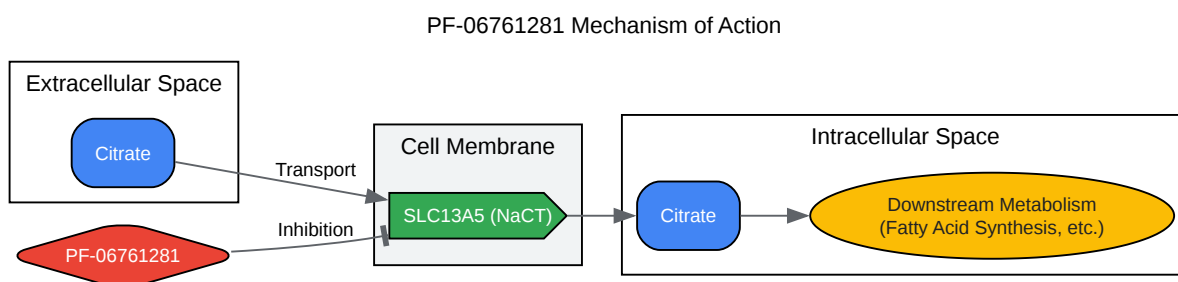 PF-06761281 Mechanism of Action
Extracellular Space
Citrate
Transport
PF-06761281
Inhibition
Cell Membrane
SLC13A5 (NaCT)
Intracellular Space
Citrate
Downstream Metabolism
(Fatty Acid Synthesis, etc.)